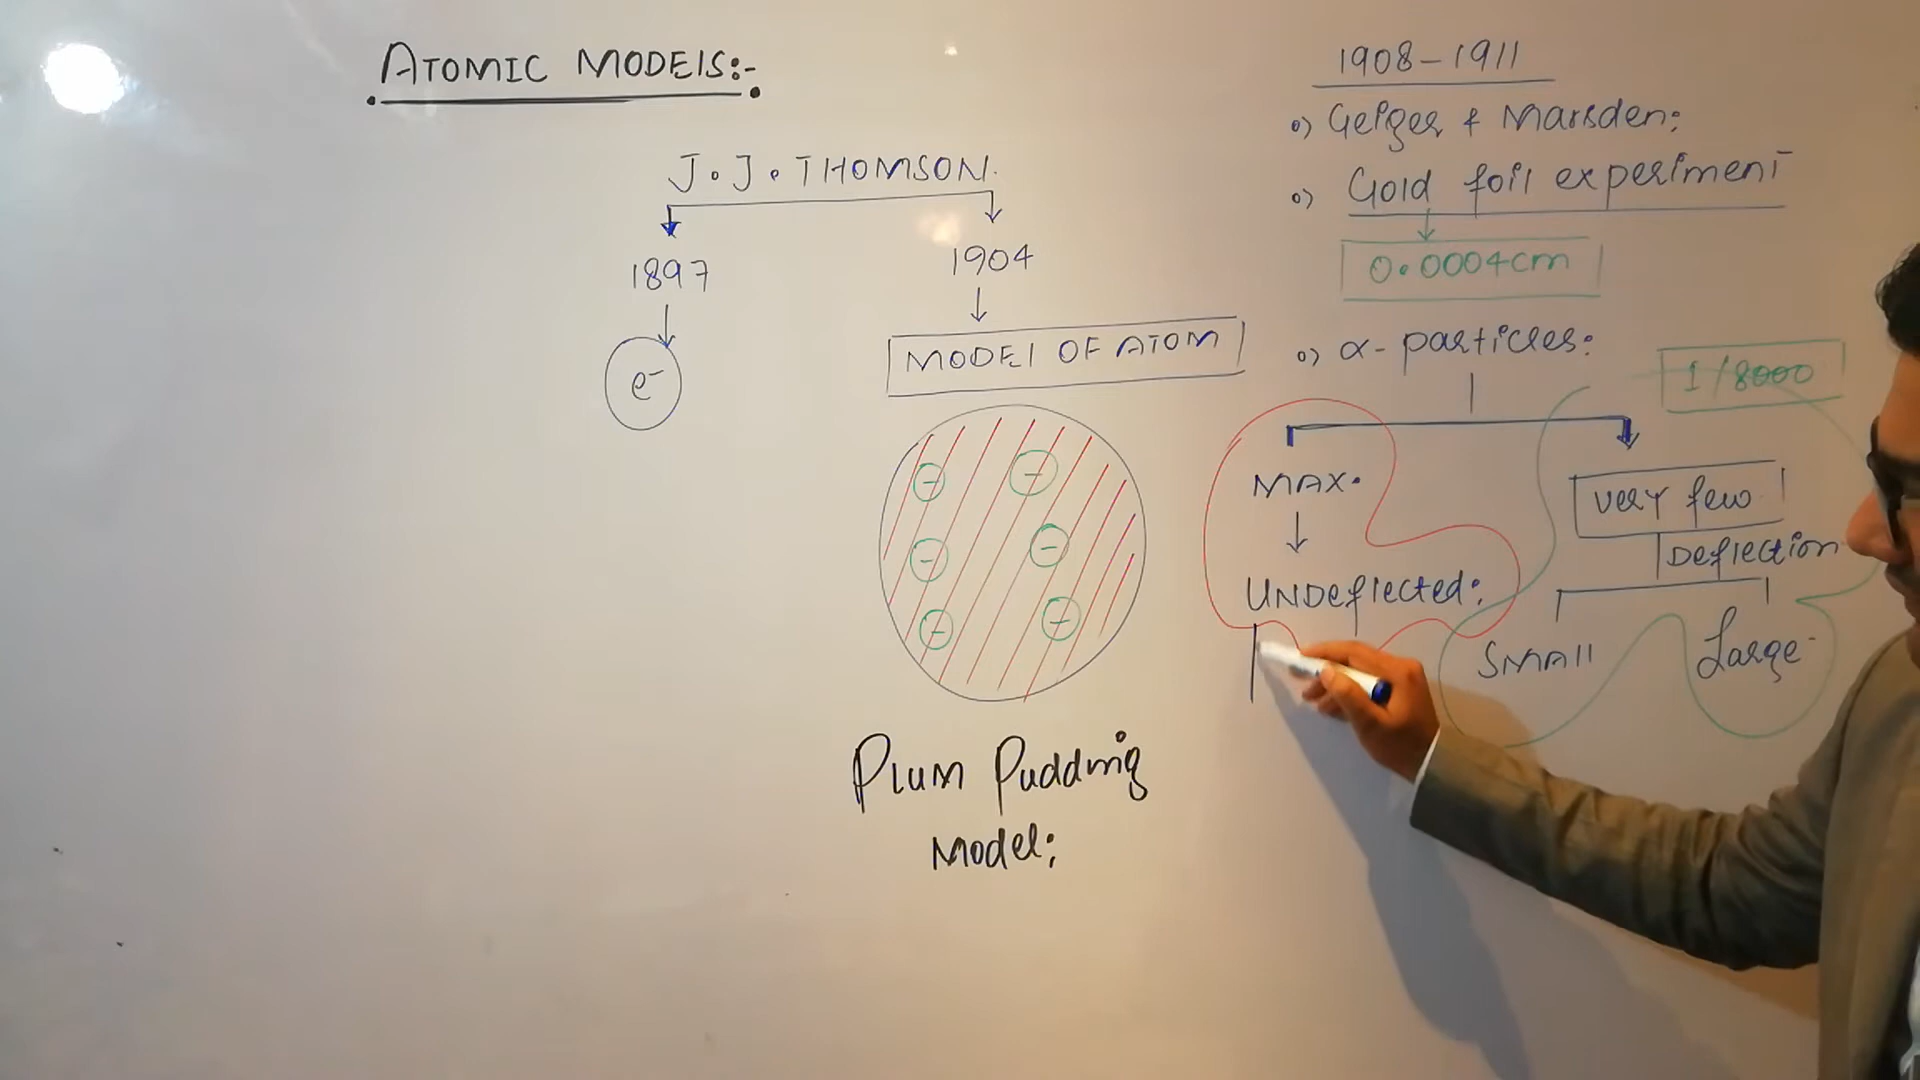 ATOMIC MODELS:-
J.J. THOMSON.
1897
1904
e⁻
MODEL OF ATOM
-
-
-
-
-
-
Plum Pudding
Model:
1908-1911
o) Geiger & Marsden:
o) Gold foil experiment
0.0004cm
o) α-particles:
1/8000
MAX.
UNDeflected:
Very few
Deflection
SMAll
Large